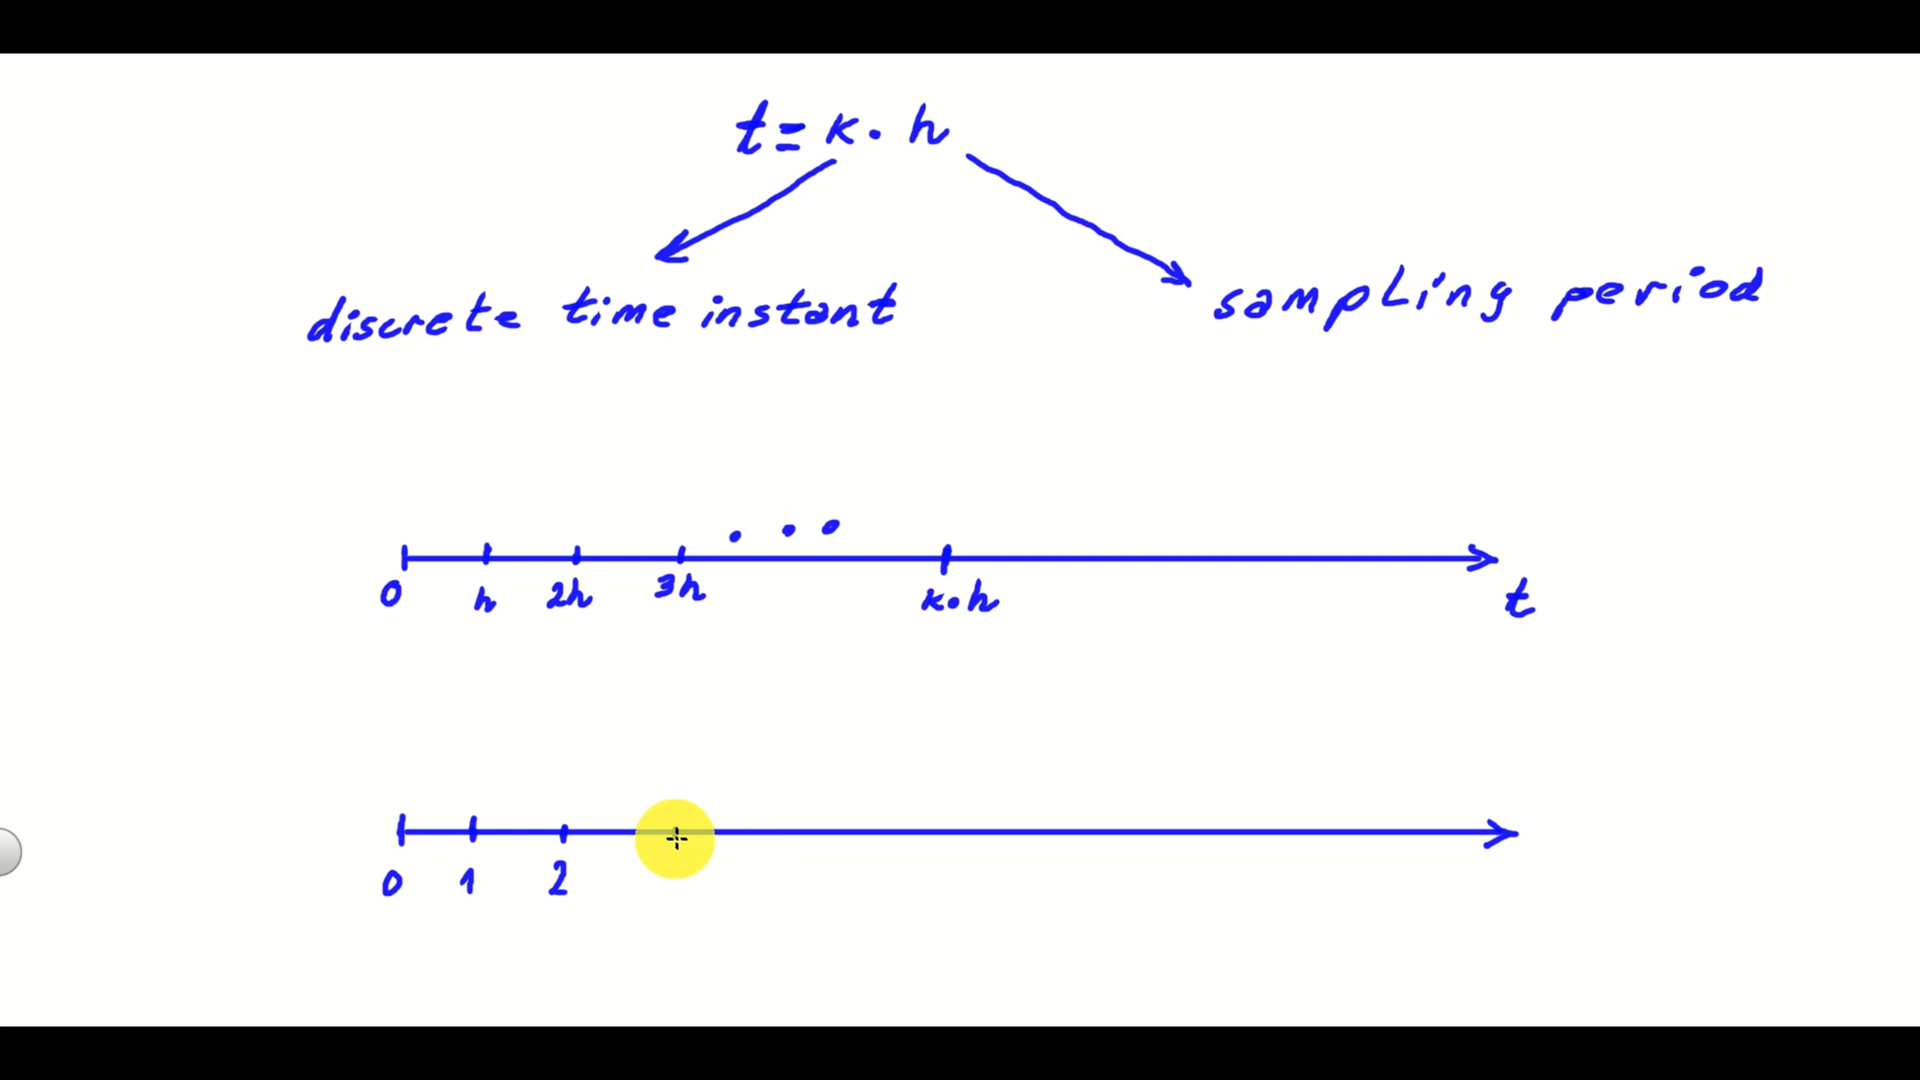 t = k · h
discrete time instant
sampling period
. . .
0 h 2h 3h k·h t
0 1 2